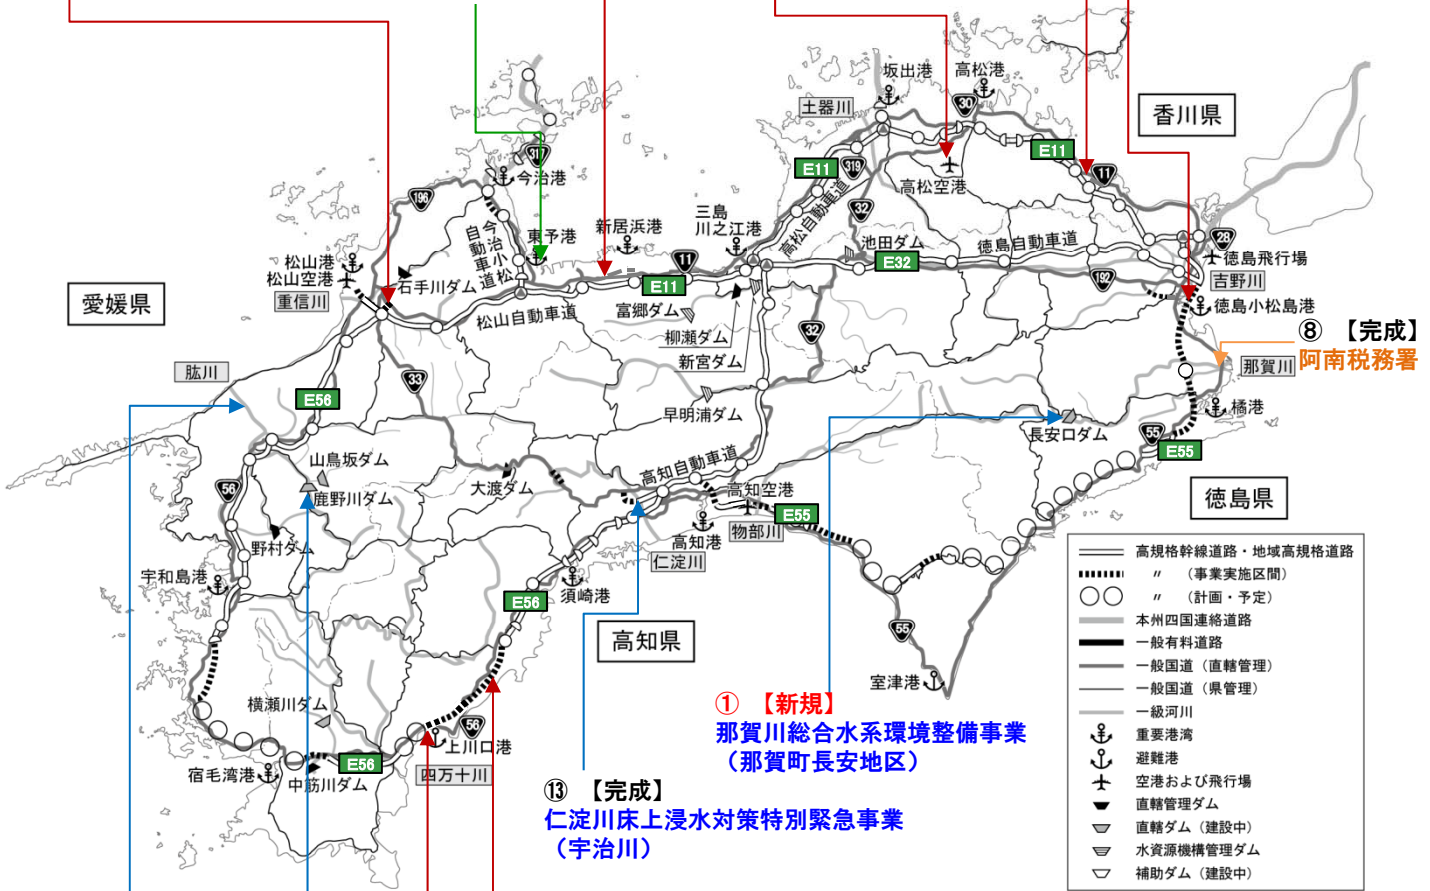 坂出港
高松港
30
土器川
香川県
317
E11
319
E11
11
今治港
高松空港
196
高松自動車道
32
三島
川之江港
新居浜港
東予港
今治小松
自動車道
池田ダム
徳島自動車道
28
徳島飛行場
松山港
松山空港
重信川
石手川ダム
11
E32
192
吉野川
愛媛県
E11
徳島小松島港
松山自動車道
富郷ダム
柳瀬ダム
新宮ダム
32
⑧ 【完成】
阿南税務署
那賀川
肱川
33
E56
早明浦ダム
橘港
長安口ダム
55
E55
山鳥坂ダム
鹿野川ダム
大渡ダム
高知自動車道
高知空港
56
徳島県
E55
物部川
高知港
仁淀川
野村ダム
宇和島港
須崎港
E56
高知県
55
室津港
横瀬川ダム
56
上川口港
四万十川
E56
宿毛湾港
中筋川ダム
① 【新規】
那賀川総合水系環境整備事業
（那賀町長安地区）
⑬ 【完成】
仁淀川床上浸水対策特別緊急事業
（宇治川）
高規格幹線道路・地域高規格道路
〃 （事業実施区間）
〃 （計画・予定）
本州四国連絡道路
一般有料道路
一般国道（直轄管理）
一般国道（県管理）
一級河川
重要港湾
避難港
空港および飛行場
直轄管理ダム
直轄ダム（建設中）
水資源機構管理ダム
補助ダム（建設中）